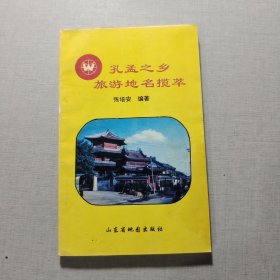 孔孟之乡
旅游地名揽萃
张培安 编著
山东省地图出版社